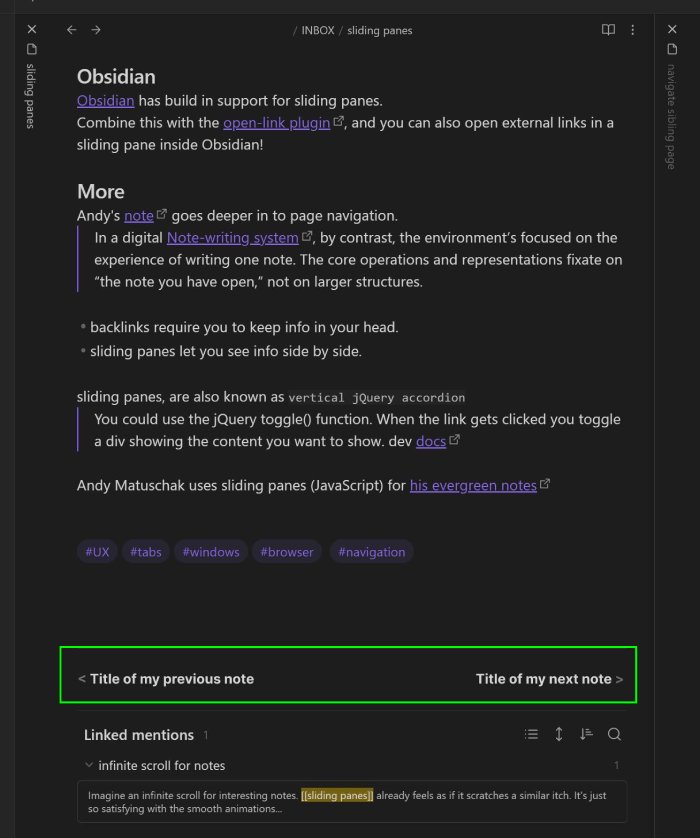 / INBOX / sliding panes
sliding panes
navigate sibling page
Obsidian
Obsidian has build in support for sliding panes.
Combine this with the open-link plugin, and you can also open external links in a
sliding pane inside Obsidian!
More
Andy's note goes deeper in to page navigation.
In a digital Note-writing system, by contrast, the environment’s focused on the
experience of writing one note. The core operations and representations fixate on
“the note you have open,” not on larger structures.
• backlinks require you to keep info in your head.
• sliding panes let you see info side by side.
sliding panes, are also known as vertical jQuery accordion
You could use the jQuery toggle() function. When the link gets clicked you toggle
a div showing the content you want to show. dev docs
Andy Matuschak uses sliding panes (JavaScript) for his evergreen notes
#UX #tabs #windows #browser #navigation
< Title of my previous note Title of my next note >
Linked mentions 1
infinite scroll for notes 1
Imagine an infinite scroll for interesting notes. [[sliding panes]] already feels as if it scratches a similar itch. It's just
so satisfying with the smooth animations...